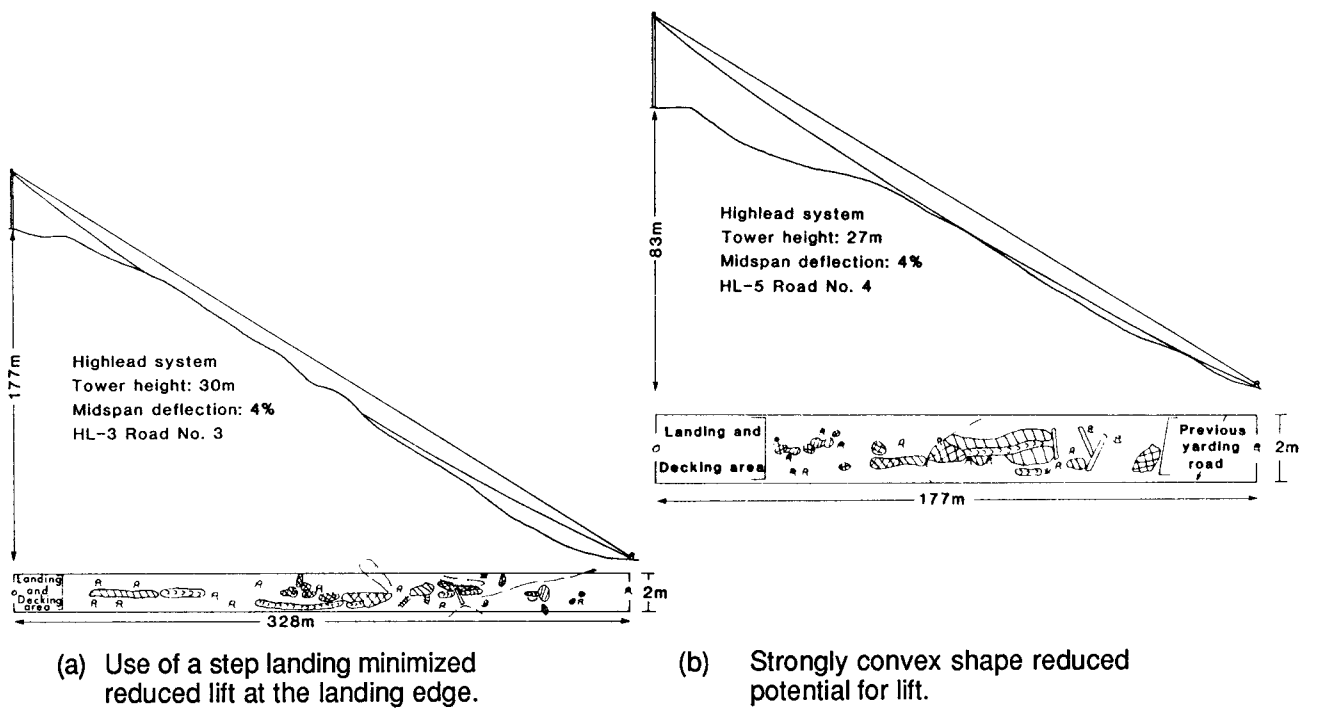 177m
Highlead system
Tower height: 30m
Midspan deflection: 4%
HL-3 Road No. 3
Landing
and
Decking
area
2m
328m
(a) Use of a step landing minimized
reduced lift at the landing edge.
83m
Highlead system
Tower height: 27m
Midspan deflection: 4%
HL-5 Road No. 4
Landing and
Decking area
Previous
yarding
road
2m
177m
(b) Strongly convex shape reduced
potential for lift.